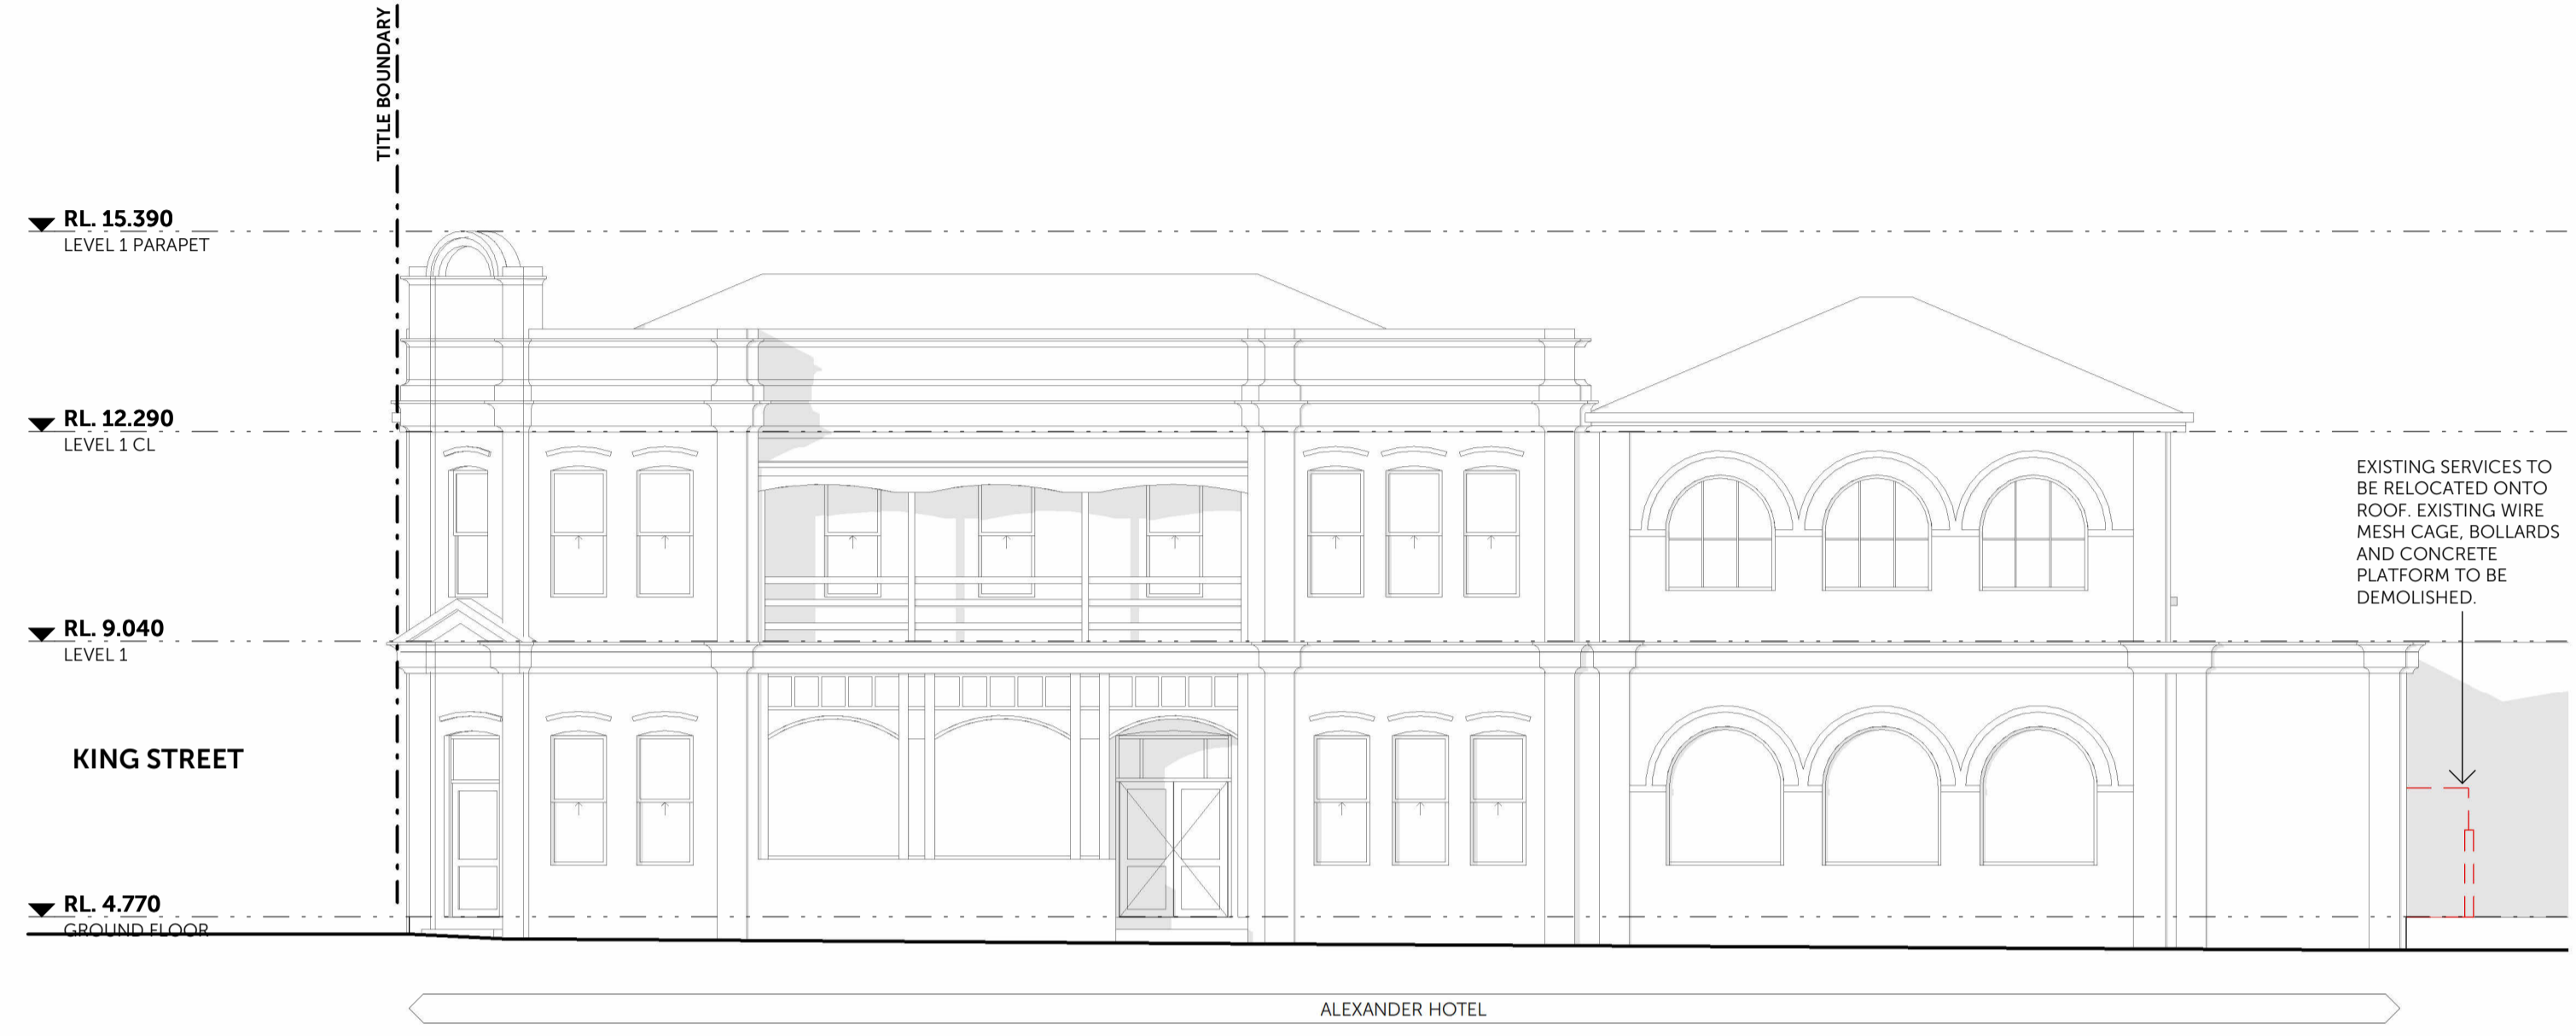 TITLE BOUNDARY
RL. 15.390
LEVEL 1 PARAPET
RL. 12.290
LEVEL 1 CL
EXISTING SERVICES TO
BE RELOCATED ONTO
ROOF. EXISTING WIRE
MESH CAGE, BOLLARDS
AND CONCRETE
PLATFORM TO BE
DEMOLISHED.
RL. 9.040
LEVEL 1
KING STREET
RL. 4.770
GROUND FLOOR
ALEXANDER HOTEL